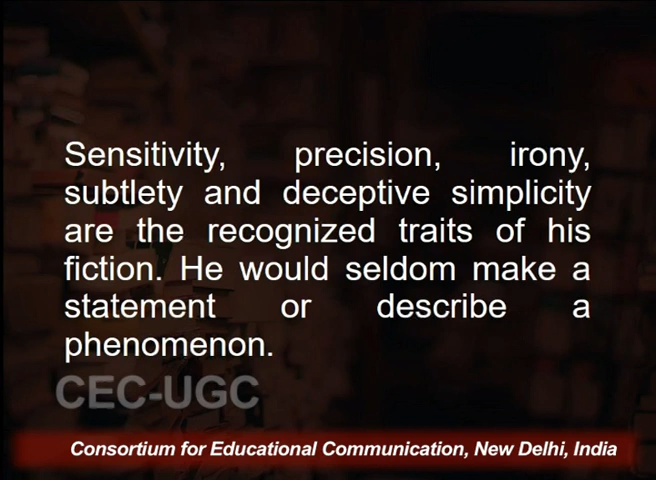 Sensitivity, precision, irony,
subtlety and deceptive simplicity
are the recognized traits of his
fiction. He would seldom make a
statement or describe a
phenomenon.
CEC-UGC
Consortium for Educational Communication, New Delhi, India